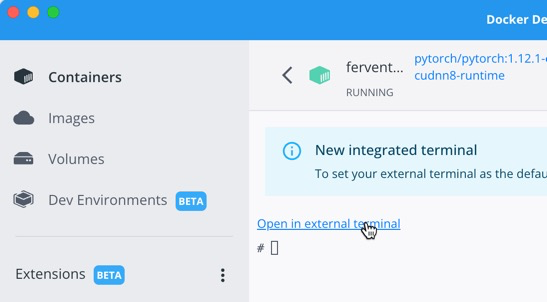 Docker De
Containers
Images
Volumes
Dev Environments BETA
Extensions BETA
fervent...
RUNNING
pytorch/pytorch:1.12.1-
cudnn8-runtime
New integrated terminal
To set your external terminal as the defau
Open in external terminal
#